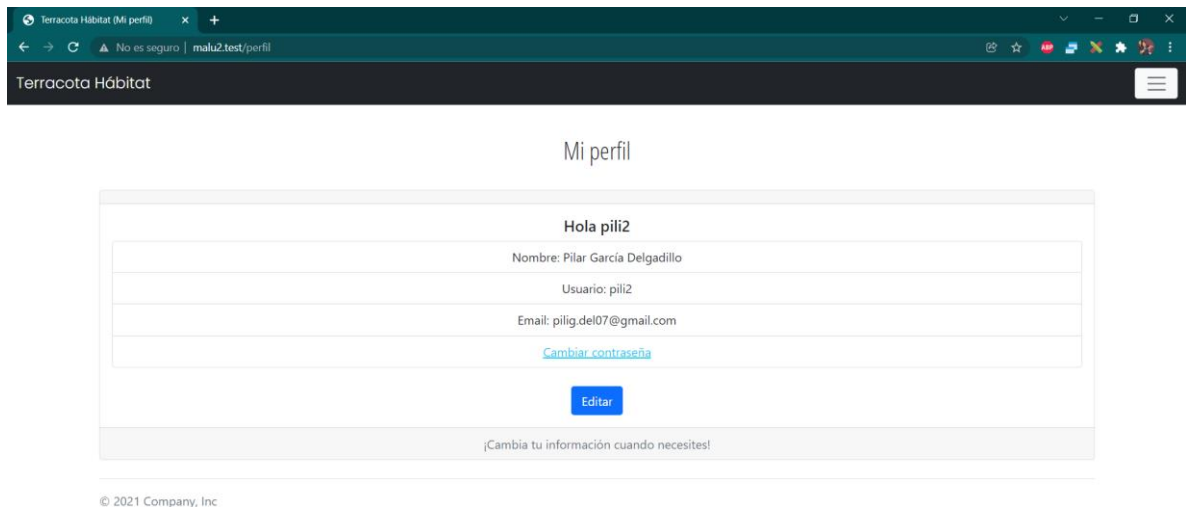 Terracota Hábitat (Mi perfil)
No es seguro | malu2.test/perfil
ABP
Terracota Hábitat
Mi perfil
Hola pili2
Nombre: Pilar García Delgadillo
Usuario: pili2
Email: pilig.del07@gmail.com
Cambiar contraseña
Editar
¡Cambia tu información cuando necesites!
© 2021 Company, Inc